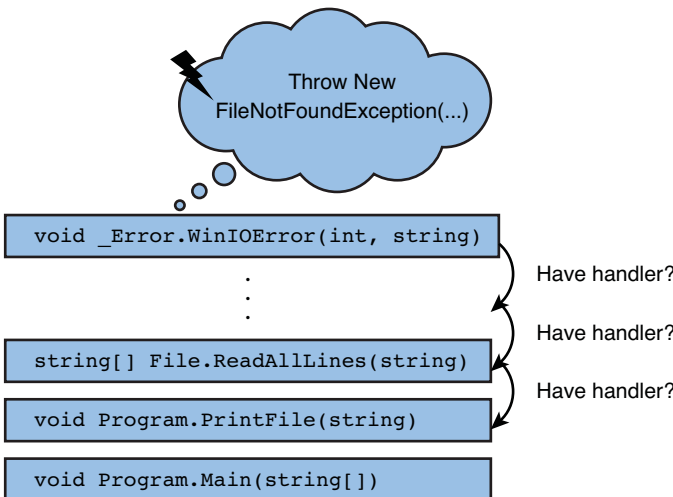 Throw New
FileNotFoundException(...)
void _Error.WinIOError(int, string)
Have handler?
.
.
.
Have handler?
string[] File.ReadAllLines(string)
Have handler?
void Program.PrintFile(string)
void Program.Main(string[])